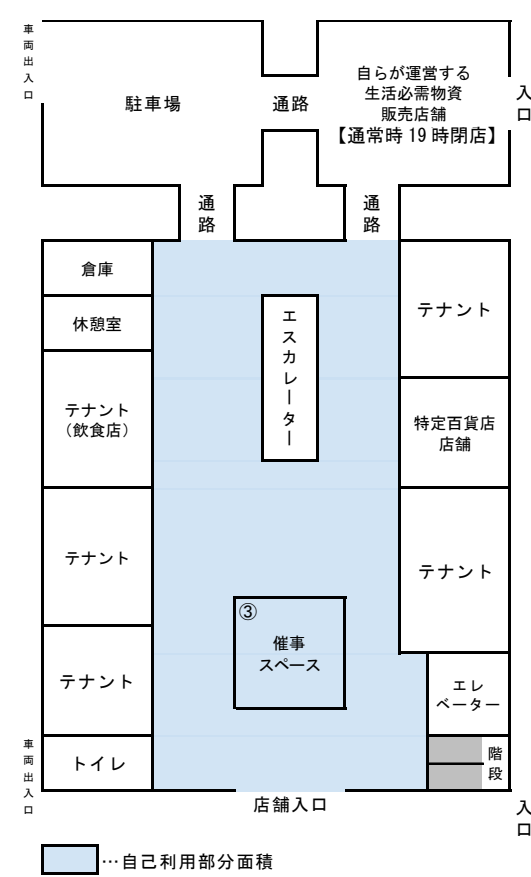 車両出入口
駐車場
通路
自らが運営する
生活必需物資
販売店舗
【通常時 19 時閉店】
入口
通路
通路
倉庫
休憩室
テナント
(飲食店)
テナント
テナント
トイレ
エスカレーター
③
催事
スペース
テナント
特定百貨店
店舗
テナント
エレ
ベーター
階段
車両出入口
店舗入口
入口
…自己利用部分面積